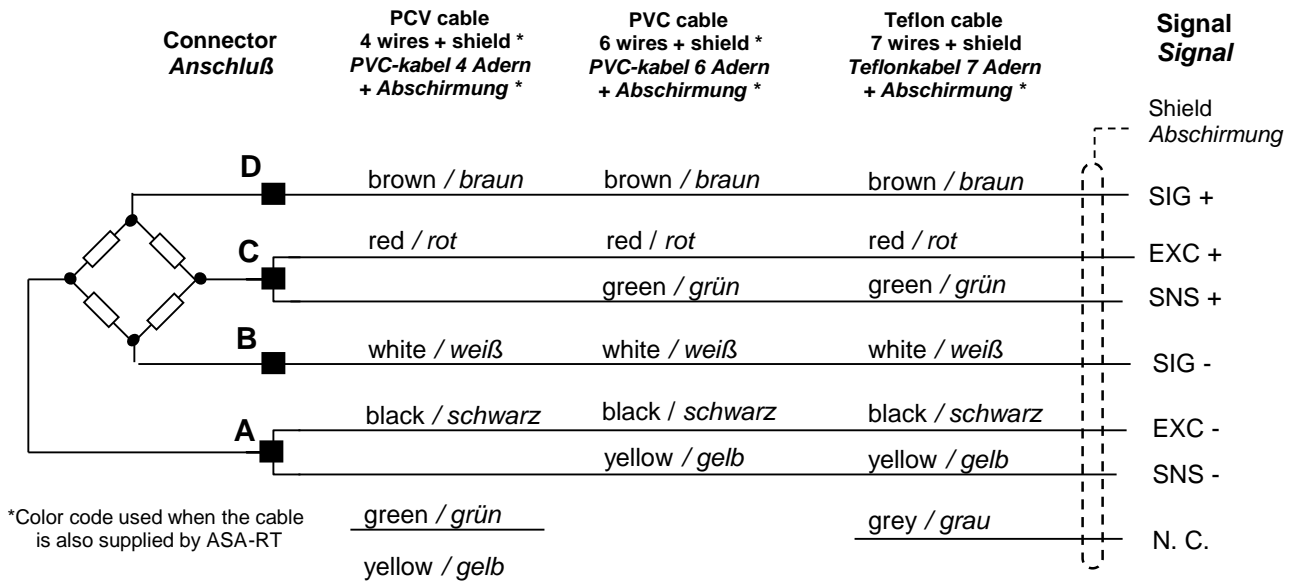 Connector
Anschluß
PCV cable
4 wires + shield *
PVC-kabel 4 Adern
+ Abschirmung *
PVC cable
6 wires + shield *
PVC-kabel 6 Adern
+ Abschirmung *
Teflon cable
7 wires + shield
Teflonkabel 7 Adern
+ Abschirmung *
Signal
Signal
Shield
Abschirmung
D
brown / braun
brown / braun
brown / braun
SIG +
C
red / rot
red / rot
red / rot
EXC +
green / grün
green / grün
SNS +
B
white / weiß
white / weiß
white / weiß
SIG -
A
black / schwarz
black / schwarz
black / schwarz
EXC -
yellow / gelb
yellow / gelb
SNS -
*Color code used when the cable
is also supplied by ASA-RT
green / grün
yellow / gelb
grey / grau
N. C.